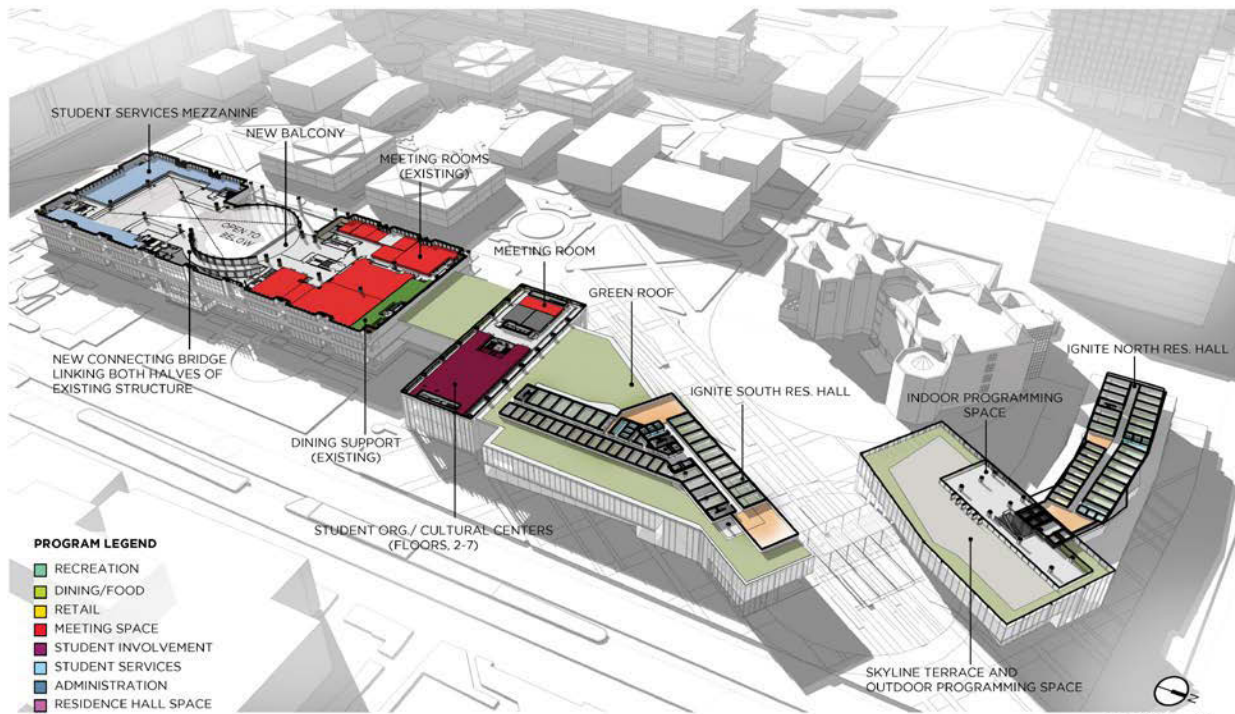 STUDENT SERVICES MEZZANINE
NEW BALCONY
MEETING ROOMS
(EXISTING)
OPEN TO
BELOW
MEETING ROOM
GREEN ROOF
NEW CONNECTING BRIDGE
LINKING BOTH HALVES OF
EXISTING STRUCTURE
IGNITE NORTH RES. HALL
INDOOR PROGRAMMING
SPACE
IGNITE SOUTH RES. HALL
DINING SUPPORT
(EXISTING)
STUDENT ORG./ CULTURAL CENTERS
(FLOORS, 2-7)
SKYLINE TERRACE AND
OUTDOOR PROGRAMMING SPACE
PROGRAM LEGEND
RECREATION
DINING/FOOD
RETAIL
MEETING SPACE
STUDENT INVOLVEMENT
STUDENT SERVICES
ADMINISTRATION
RESIDENCE HALL SPACE
N